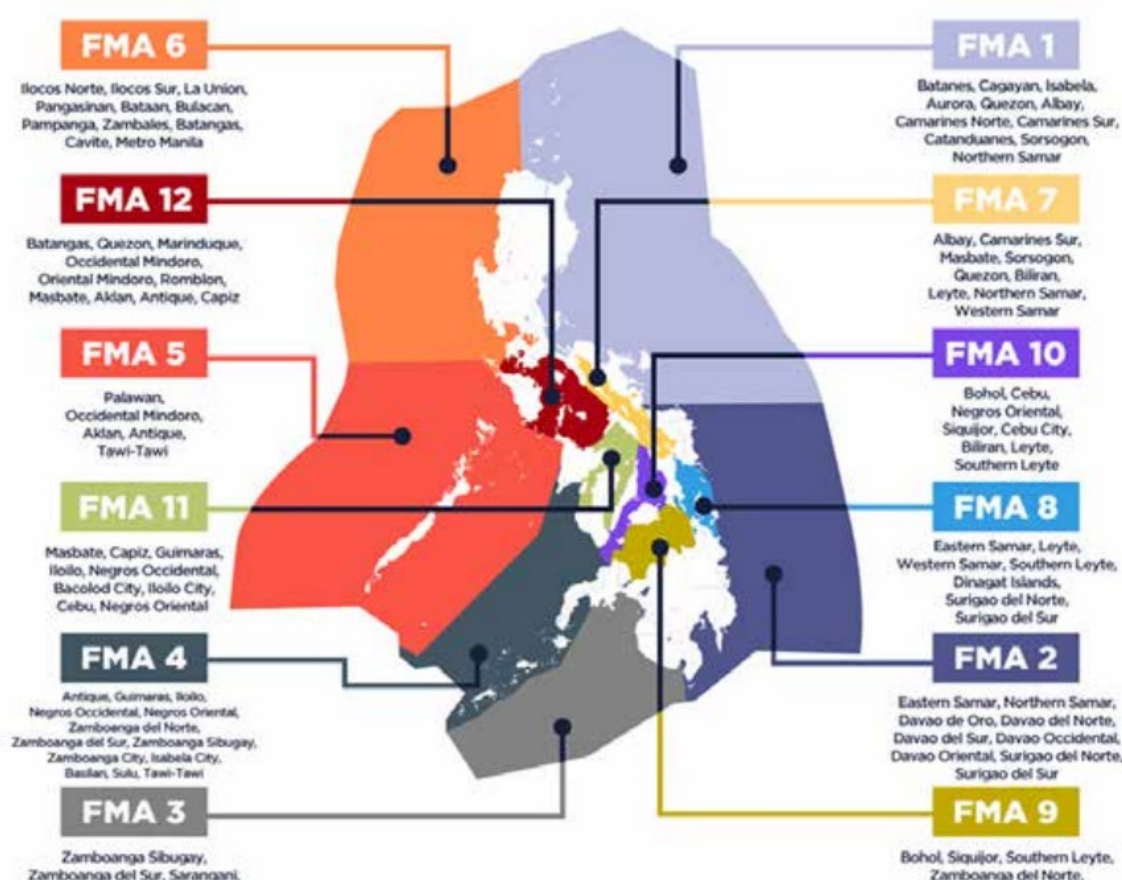 FMA 6
Ilocos Norte, Ilocos Sur, La Union,
Pangasinan, Bataan, Bulacan,
Pampanga, Zambales, Batangas,
Cavite, Metro Manila
FMA 12
Batangas, Quezon, Marinduque,
Occidental Mindoro,
Oriental Mindoro, Romblon,
Masbate, Aklan, Antique, Capiz
FMA 5
Palawan,
Occidental Mindoro,
Aklan, Antique,
Tawi-Tawi
FMA 11
Masbate, Capiz, Guimaras,
Iloilo, Negros Occidental,
Bacolod City, Iloilo City,
Cebu, Negros Oriental
FMA 4
Antique, Guimaras, Iloilo,
Negros Occidental, Negros Oriental,
Zamboanga del Norte,
Zamboanga del Sur, Zamboanga Sibugay,
Zamboanga City, Isabela City,
Basilan, Sulu, Tawi-Tawi
FMA 3
Zamboanga Sibugay,
Zamboanga del Sur, Sarangani,
FMA 1
Batanes, Cagayan, Isabela,
Aurora, Quezon, Albay,
Camarines Norte, Camarines Sur,
Catanduanes, Sorsogon,
Northern Samar
FMA 7
Albay, Camarines Sur,
Masbate, Sorsogon,
Quezon, Biliran,
Leyte, Northern Samar,
Western Samar
FMA 10
Bohol, Cebu,
Negros Oriental,
Siquijor, Cebu City,
Biliran, Leyte,
Southern Leyte
FMA 8
Eastern Samar, Leyte,
Western Samar, Southern Leyte,
Dinagat Islands,
Surigao del Norte,
Surigao del Sur
FMA 2
Eastern Samar, Northern Samar,
Davao de Oro, Davao del Norte,
Davao del Sur, Davao Occidental,
Davao Oriental, Surigao del Norte,
Surigao del Sur
FMA 9
Bohol, Siquijor, Southern Leyte,
Zamboanga del Norte,